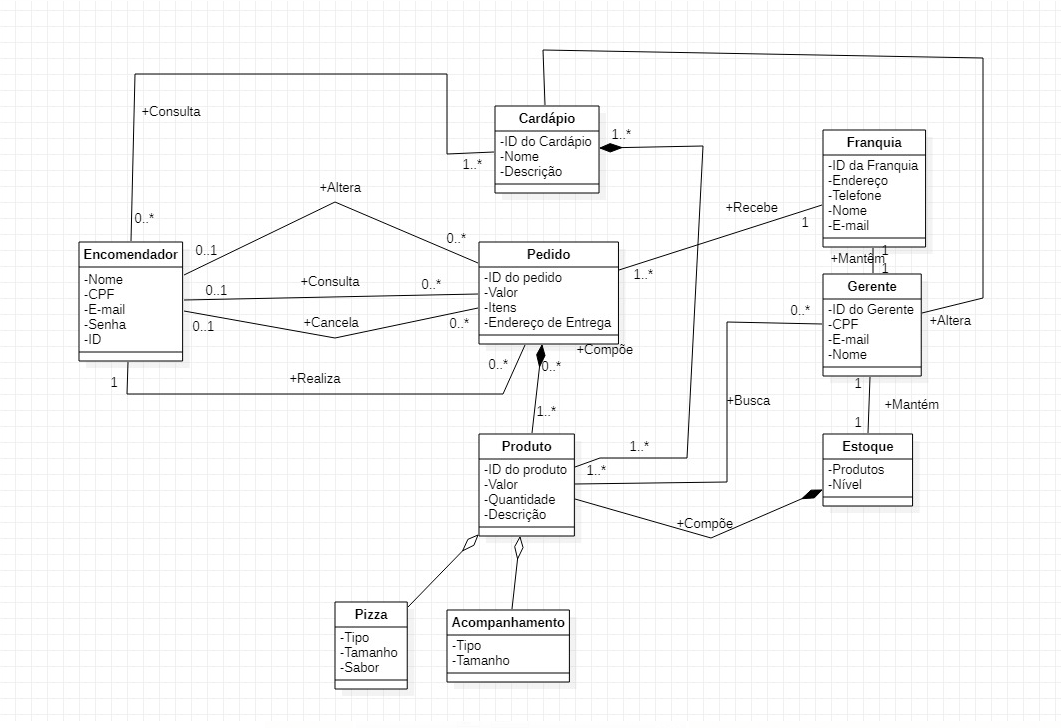 +Consulta
Cardápio
-ID do Cardápio
-Nome
-Descrição
1..*
1..*
Franquia
-ID da Franquia
-Endereço
-Telefone
-Nome
-E-mail
+Altera
+Recebe
1
1..*
0..*
0..1
0..*
Encomendador
-Nome
-CPF
-E-mail
-Senha
-ID
Pedido
-ID do pedido
-Valor
-Itens
-Endereço de Entrega
1
+Mantém
1
Gerente
-ID do Gerente
-CPF
-E-mail
-Nome
0..*
+Altera
+Consulta
0..1
0..*
+Cancela
0..1
0..*
+Compõe
0..*
0..*
+Realiza
1
1..*
+Busca
1
+Mantém
1
Produto
-ID do produto
-Valor
-Quantidade
-Descrição
1..*
1..*
Estoque
-Produtos
-Nível
+Compõe
Pizza
-Tipo
-Tamanho
-Sabor
Acompanhamento
-Tipo
-Tamanho